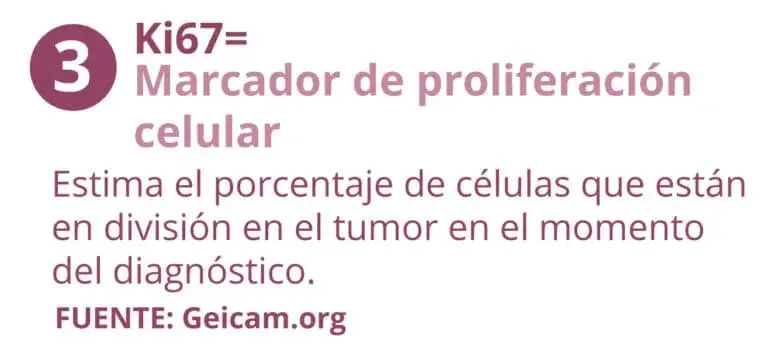 3
Ki67=
Marcador de proliferación
celular
Estima el porcentaje de células que están
en división en el tumor en el momento
del diagnóstico.
FUENTE: Geicam.org